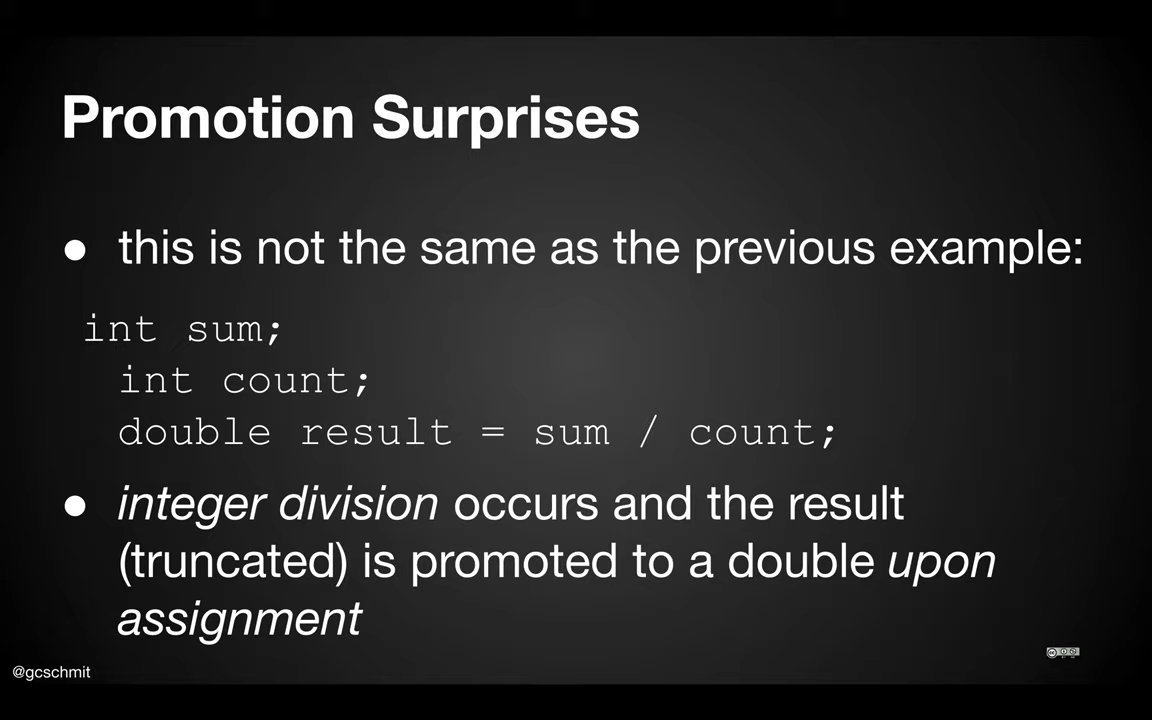 Promotion Surprises
● this is not the same as the previous example:
int sum;
int count;
double result = sum / count;
● integer division occurs and the result
(truncated) is promoted to a double upon
assignment
@gcschmit